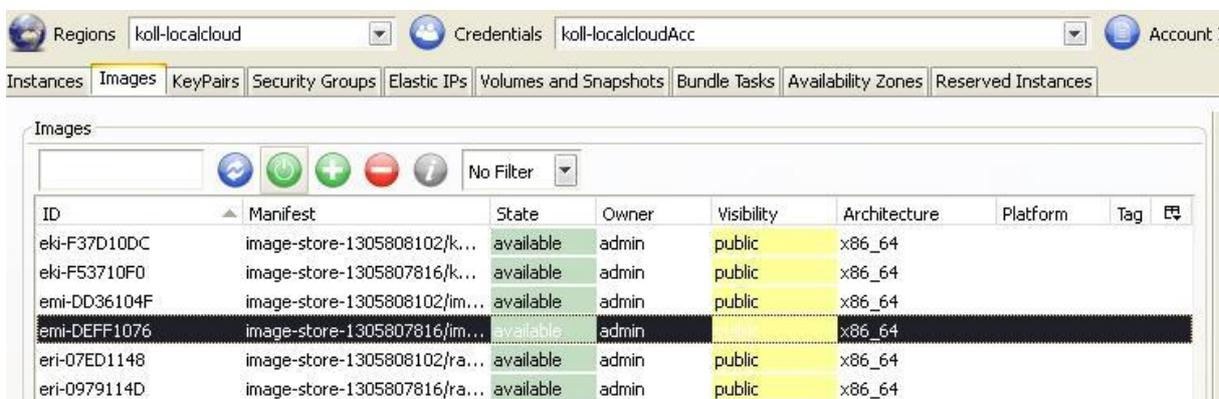 Regions koll-localcloud Credentials koll-localcloudAcc Account
Instances Images KeyPairs Security Groups Elastic IPs Volumes and Snapshots Bundle Tasks Availability Zones Reserved Instances
Images
No Filter
ID Manifest State Owner Visibility Architecture Platform Tag
eki-F37D10DC image-store-1305808102/k... available admin public x86_64
eki-F53710F0 image-store-1305807816/k... available admin public x86_64
emi-DD36104F image-store-1305808102/im... available admin public x86_64
emi-DEFF1076 image-store-1305807816/im... available admin public x86_64
eri-07ED1148 image-store-1305808102/ra... available admin public x86_64
eri-0979114D image-store-1305807816/ra... available admin public x86_64